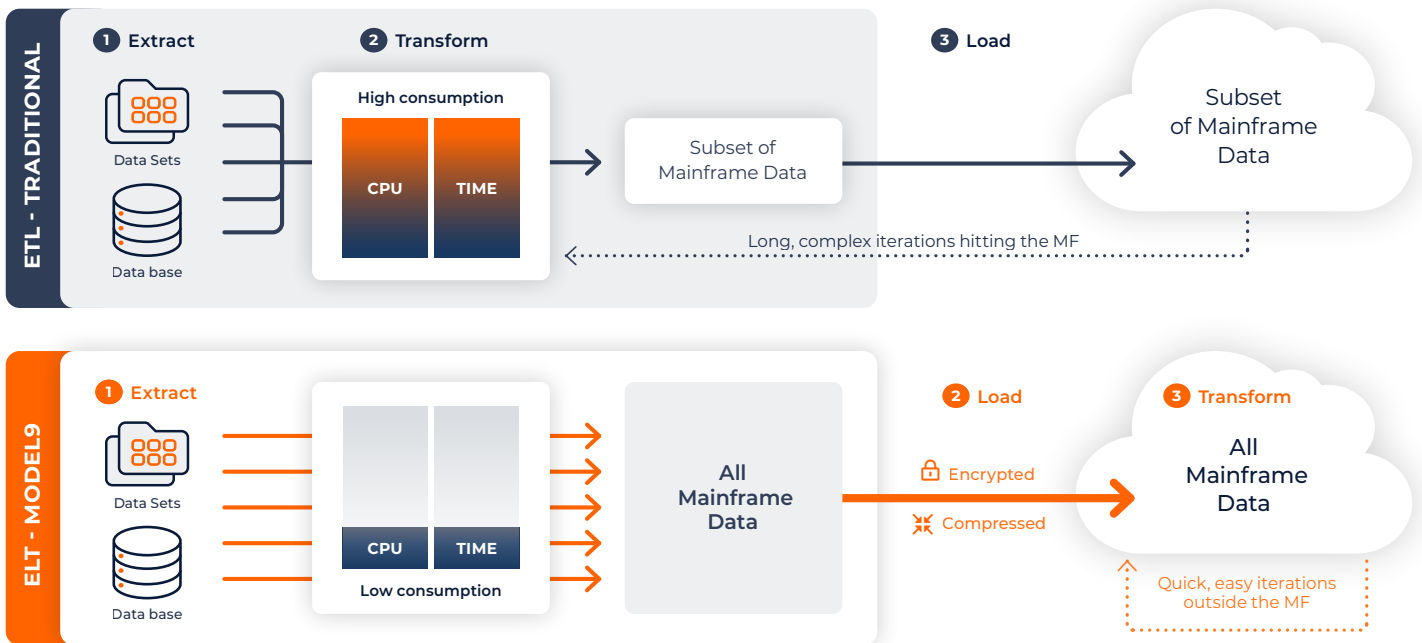 ETL - TRADITIONAL
1 Extract
2 Transform
3 Load
Data Sets
Data base
High consumption
CPU
TIME
Subset of
Mainframe Data
Subset
of Mainframe
Data
Long, complex iterations hitting the MF
ELT - MODEL9
1 Extract
2 Load
3 Transform
Data Sets
Data base
CPU
TIME
Low consumption
All
Mainframe
Data
Encrypted
Compressed
All
Mainframe
Data
Quick, easy iterations
outside the MF